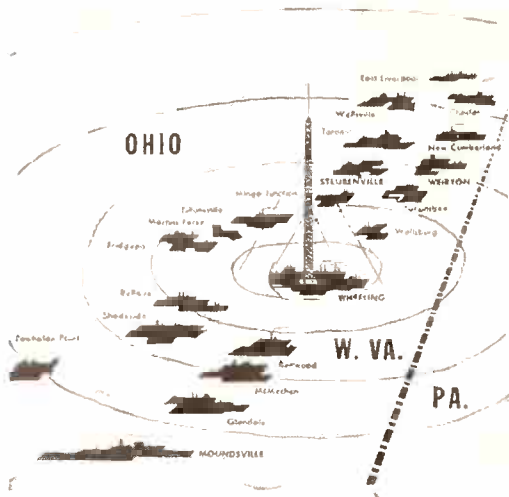 East Liverpool
Wellsville
OHIO
Toronto
New Cumberland
STEUBENVILLE
WEIRTON
Mingo Junction
Follansbee
Tiltonsville
Martins Ferry
Wellsburg
Bridgeport
Bellaire
WHEELING
Shadyside
Powhatan Point
W. VA.
Benwood
McMechen
PA.
Glendale
MOUNDSVILLE